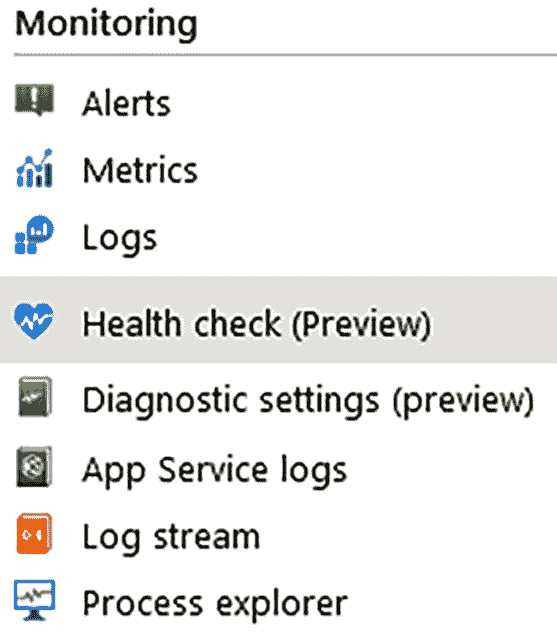 Monitoring
Alerts
Metrics
Logs
Health check (Preview)
Diagnostic settings (preview)
App Service logs
Log stream
Process explorer